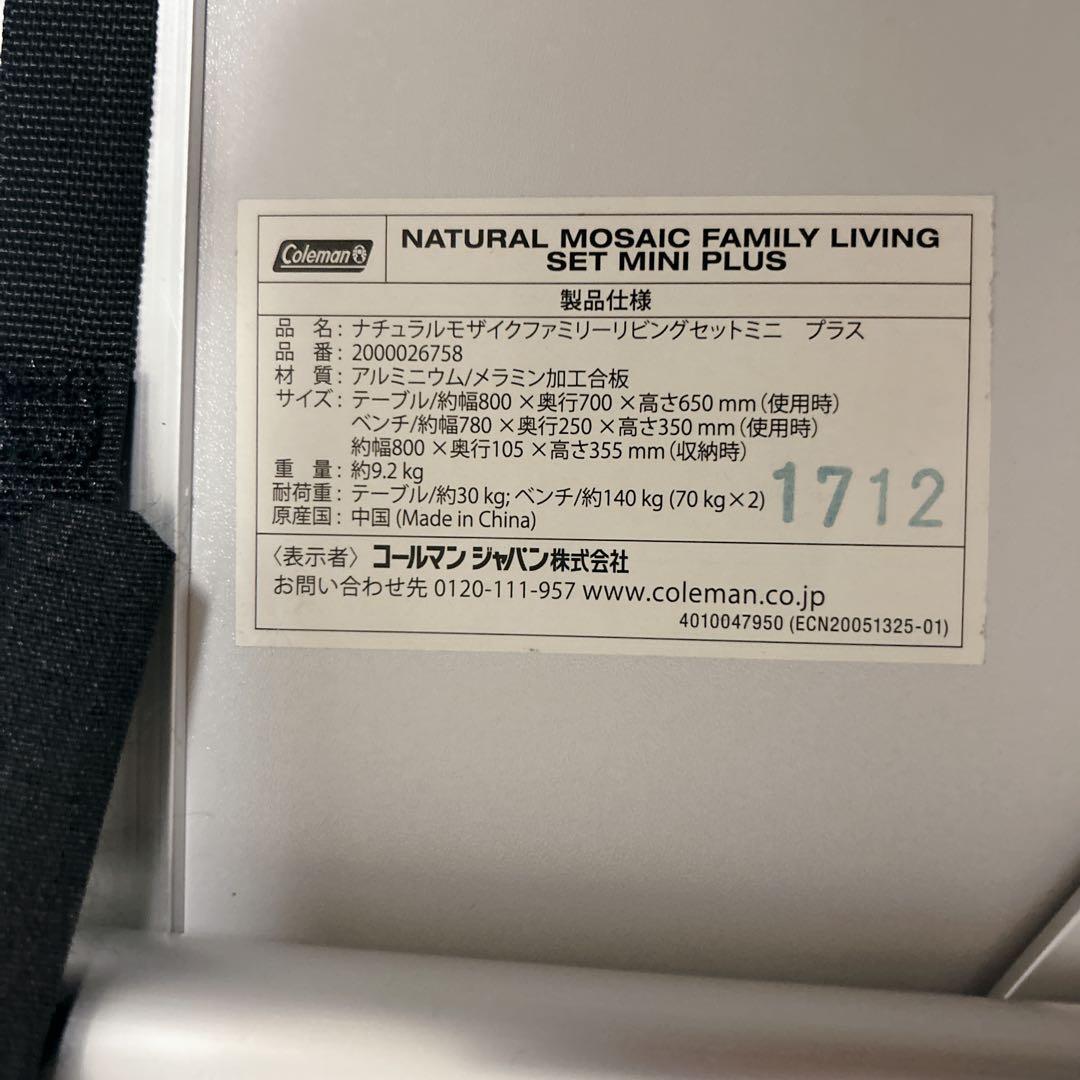 Coleman
NATURAL MOSAIC FAMILY LIVING
SET MINI PLUS
製品仕様
品 名: ナチュラルモザイクファミリーリビングセットミニ プラス
品 番: 2000026758
材 質: アルミニウム/メラミン加工合板
サイズ: テーブル/約幅800×奥行700×高さ650 mm(使用時)
ベンチ/約幅780×奥行250×高さ350 mm(使用時)
約幅800×奥行105×高さ355 mm(収納時)
重 量: 約9.2 kg
耐荷重: テーブル/約30 kg; ベンチ/約140 kg (70 kg×2)
1712
原産国: 中国 (Made in China)
〈表示者〉 コールマン ジャパン株式会社
お問い合わせ先 0120-111-957 www.coleman.co.jp
4010047950 (ECN20051325-01)